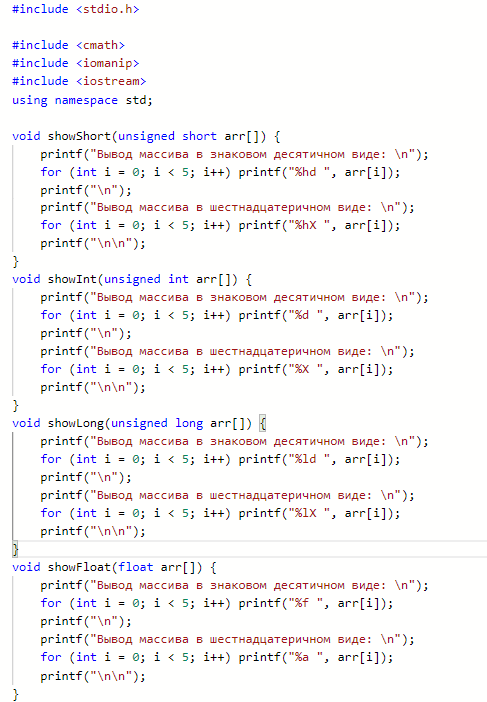 #include <stdio.h>
#include <cmath>
#include <iomanip>
#include <iostream>
using namespace std;
void showShort(unsigned short arr[]) {
    printf("Вывод массива в знаковом десятичном виде: \n");
    for (int i = 0; i < 5; i++) printf("%hd ", arr[i]);
    printf("\n");
    printf("Вывод массива в шестнадцатеричном виде: \n");
    for (int i = 0; i < 5; i++) printf("%hX ", arr[i]);
    printf("\n\n");
}
void showInt(unsigned int arr[]) {
    printf("Вывод массива в знаковом десятичном виде: \n");
    for (int i = 0; i < 5; i++) printf("%d ", arr[i]);
    printf("\n");
    printf("Вывод массива в шестнадцатеричном виде: \n");
    for (int i = 0; i < 5; i++) printf("%X ", arr[i]);
    printf("\n\n");
}
void showLong(unsigned long arr[]) {
    printf("Вывод массива в знаковом десятичном виде: \n");
    for (int i = 0; i < 5; i++) printf("%ld ", arr[i]);
    printf("\n");
    printf("Вывод массива в шестнадцатеричном виде: \n");
    for (int i = 0; i < 5; i++) printf("%lX ", arr[i]);
    printf("\n\n");
}
void showFloat(float arr[]) {
    printf("Вывод массива в знаковом десятичном виде: \n");
    for (int i = 0; i < 5; i++) printf("%f ", arr[i]);
    printf("\n");
    printf("Вывод массива в шестнадцатеричном виде: \n");
    for (int i = 0; i < 5; i++) printf("%a ", arr[i]);
    printf("\n\n");
}